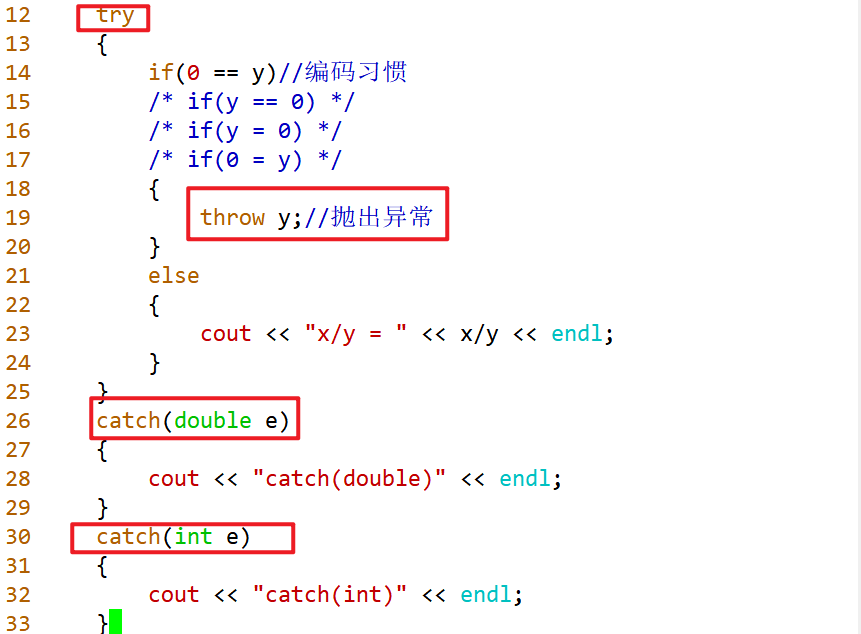 12 try
13 {
14 if(0 == y)//编码习惯
15 /* if(y == 0) */
16 /* if(y = 0) */
17 /* if(0 = y) */
18 {
19 throw y;//抛出异常
20 }
21 else
22 {
23 cout << "x/y = " << x/y << endl;
24 }
25 }
26 catch(double e)
27 {
28 cout << "catch(double)" << endl;
29 }
30 catch(int e)
31 {
32 cout << "catch(int)" << endl;
33 }